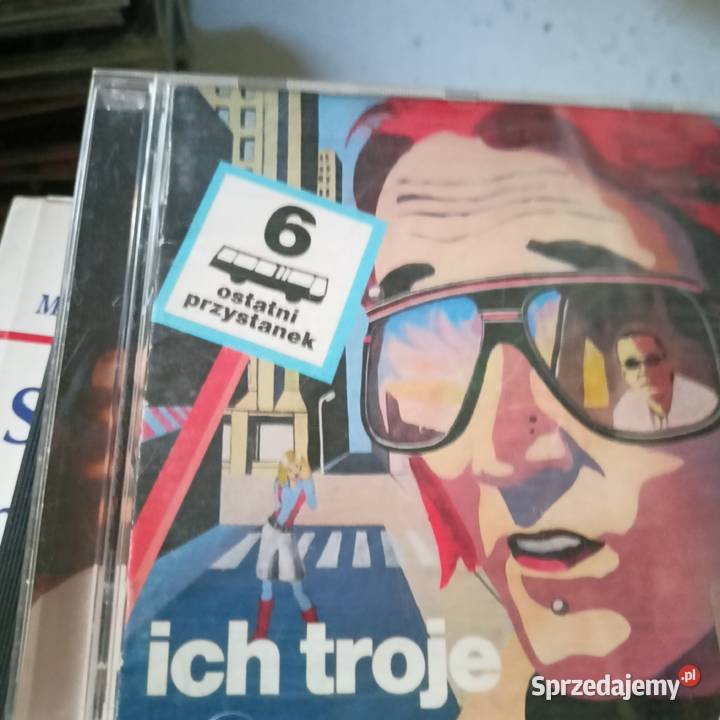 6
ostatni
przystanek
M
S
ich troje
Sprzedajemy.pl